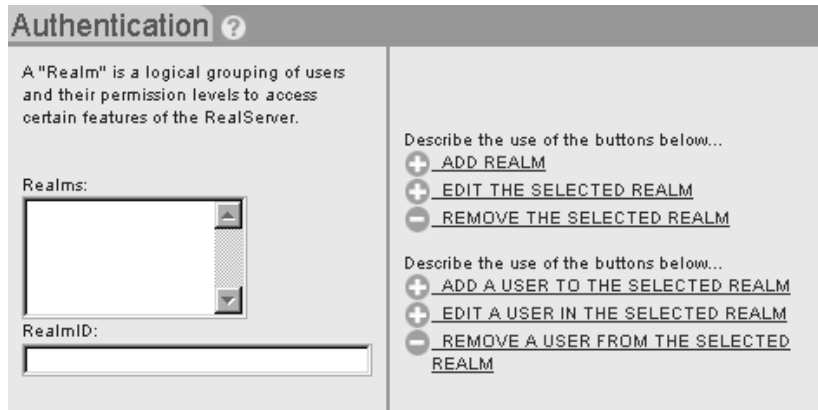 Authentication ?
A "Realm" is a logical grouping of users
and their permission levels to access
certain features of the RealServer.
Realms:
RealmID:
Describe the use of the buttons below...
ADD REALM
EDIT THE SELECTED REALM
REMOVE THE SELECTED REALM
Describe the use of the buttons below...
ADD A USER TO THE SELECTED REALM
EDIT A USER IN THE SELECTED REALM
REMOVE A USER FROM THE SELECTED
REALM